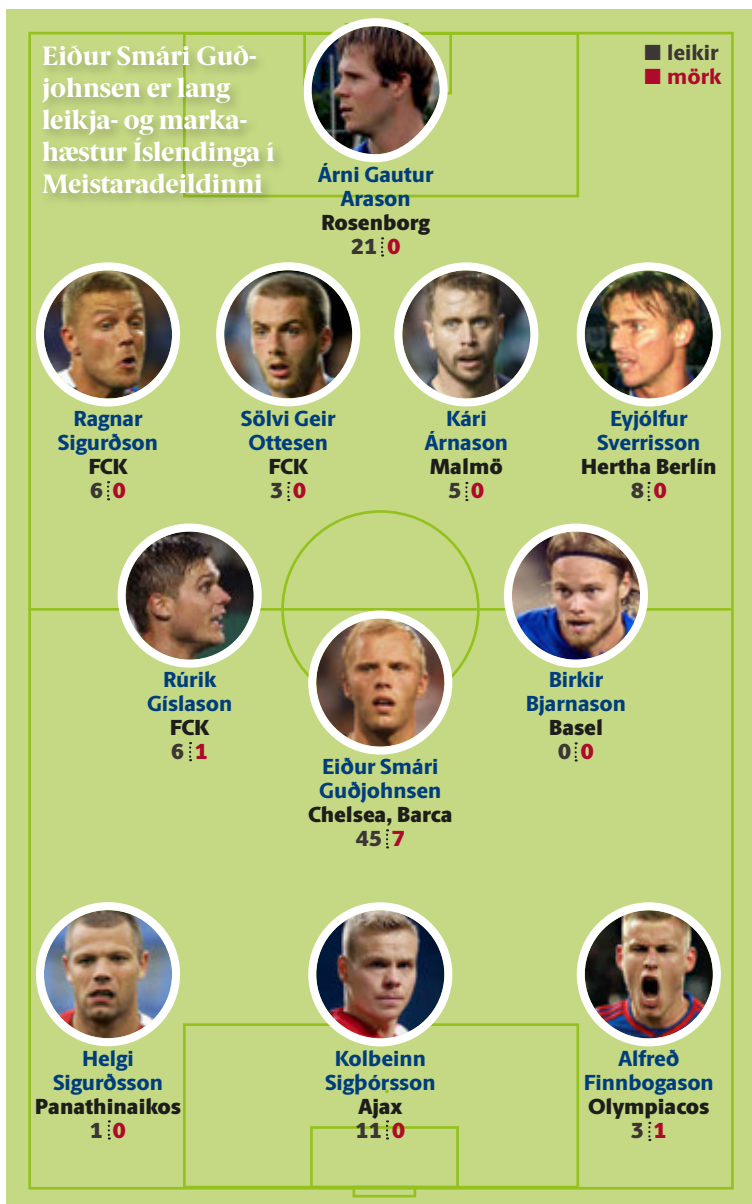 Eiður Smári Guð-
johnsen er lang
leikja- og marka-
hæstur Íslendinga í
Meistaradeildinni
leikir
mörk
Árni Gautur
Arason
Rosenborg
21 0
Ragnar
Sigurðson
FCK
6 0
Sölvi Geir
Ottesen
FCK
3 0
Kári
Árnason
Malmö
5 0
Eyjólfur
Sverrisson
Hertha Berlín
8 0
Rúrik
Gíslason
FCK
6 1
Eiður Smári
Guðjohnsen
Chelsea, Barca
45 7
Birkir
Bjarnason
Basel
0 0
Helgi
Sigurðsson
Panathinaikos
1 0
Kolbeinn
Sigþórsson
Ajax
11 0
Alfreð
Finnbogason
Olympiacos
3 1